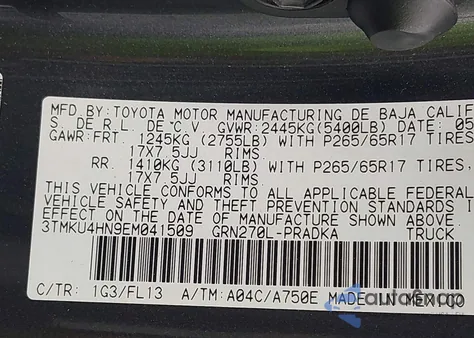 MFD BY: TOYOTA MOTOR MANUFACTURING DE BAJA CALIF
S. DE R.L. DE C.V. GVWR: 2445KG(5400LB) DATE: 05
GAWR: FRT. 1245KG (2755LB) WITH P265/65R17 TIRES
17X7.5JJ RIMS
RR. 1410KG (3110LB) WITH P265/65R17 TIRES,
17X7.5JJ RIMS
THIS VEHICLE CONFORMS TO ALL APPLICABLE FEDERAL
VEHICLE SAFETY AND THEFT PREVENTION STANDARDS I
EFFECT ON THE DATE OF MANUFACTURE SHOWN ABOVE.
3TMKU4HN9EM041509 GRN270L-PRADKA TRUCK
C/TR: 1G3/FL13 A/TM: A04C/A750E MADE IN MEXICO
autosnap